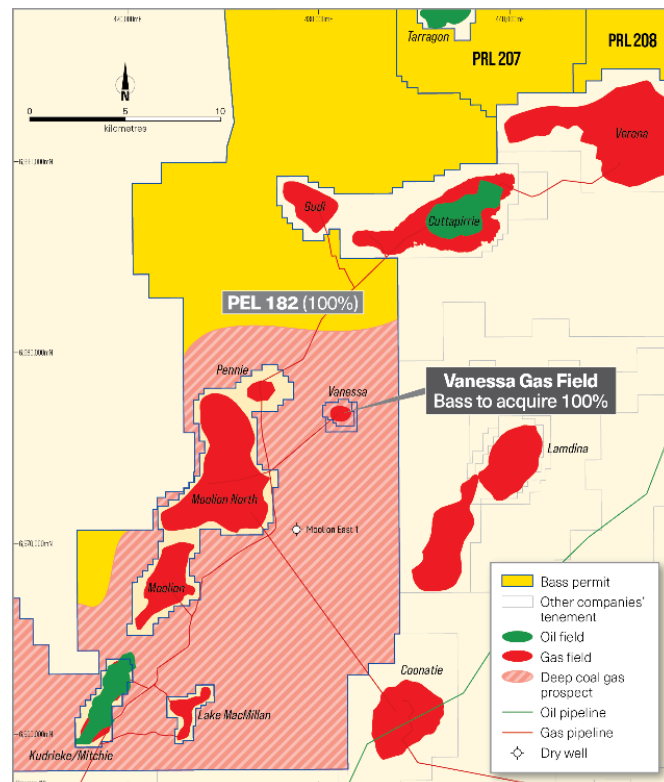 Tarragon
PRL 207
PRL 208
N
0
5
10
kilometres
Verona
Gudi
Cuttapirrie
PEL 182 (100%)
Pennie
Vanessa
Vanessa Gas Field
Bass to acquire 100%
Lamdina
Moolion North
Moolion East 1
Moolion
Coonatie
Lake MacMillan
Kudrieke/Mitchie
Bass permit
Other companies'
tenement
Oil field
Gas field
Deep coal gas
prospect
Oil pipeline
Gas pipeline
Dry well